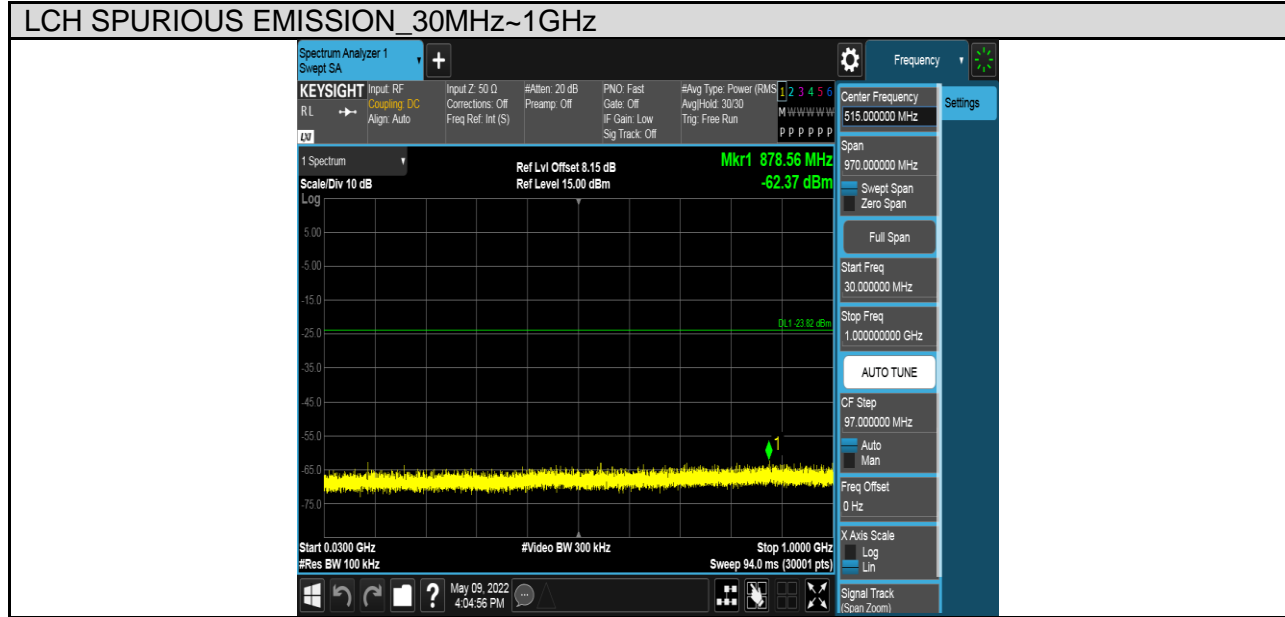 LCH SPURIOUS EMISSION_30MHz~1GHz
Spectrum Analyzer 1
Swept SA
+
Frequency
KEYSIGHT Input: RF Input Z: 50 Ω #Atten: 20 dB PNO: Fast #Avg Type: Power (RMS 1 2 3 4 5 6
RL Coupling: DC Corrections: Off Preamp: Off Gate: Off Avg|Hold: 30/30 M W W W W W
Align: Auto Freq Ref: Int (S) IF Gain: Low Trig: Free Run
LXI Sig Track: Off P P P P P P
Center Frequency
515.000000 MHz
Settings
Span
970.000000 MHz
Swept Span
Zero Span
Full Span
Start Freq
30.000000 MHz
Stop Freq
1.000000000 GHz
AUTO TUNE
CF Step
97.000000 MHz
Auto
Man
Freq Offset
0 Hz
X Axis Scale
Log
Lin
Signal Track
(Span Zoom)
1 Spectrum Ref Lvl Offset 8.15 dB Mkr1 878.56 MHz
Scale/Div 10 dB Ref Level 15.00 dBm -62.37 dBm
Log
5.00
-5.00
-15.0
DL1 -23.82 dBm
-25.0
-35.0
-45.0
-55.0
1
-65.0
-75.0
Start 0.0300 GHz #Video BW 300 kHz Stop 1.0000 GHz
#Res BW 100 kHz Sweep 94.0 ms (30001 pts)
? May 09, 2022
4:04:56 PM